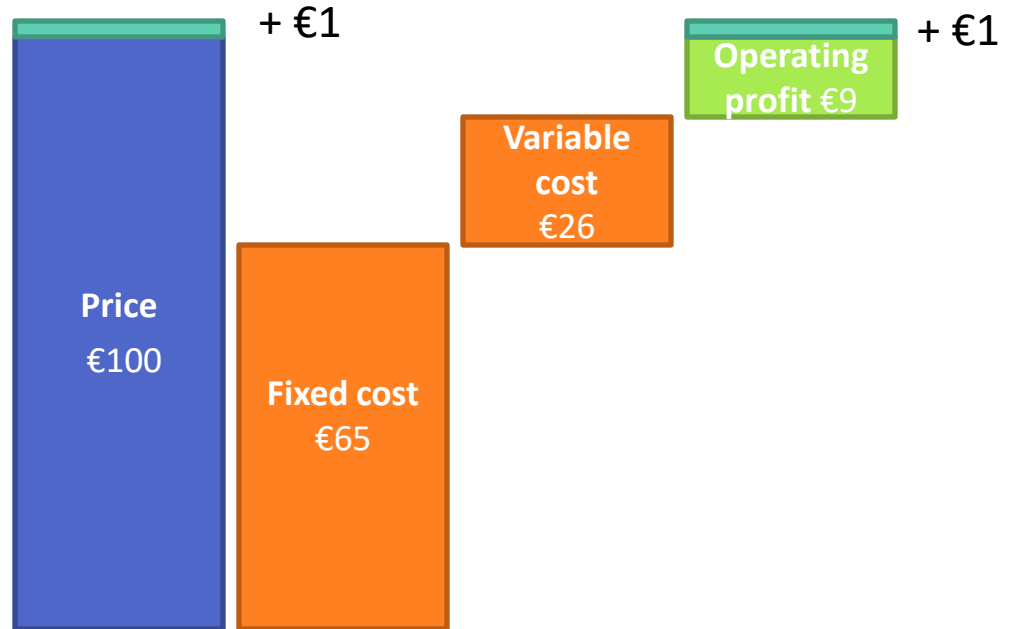 + €1
+ €1
Operating
profit €9
Variable
cost
€26
Price
€100
Fixed cost
€65